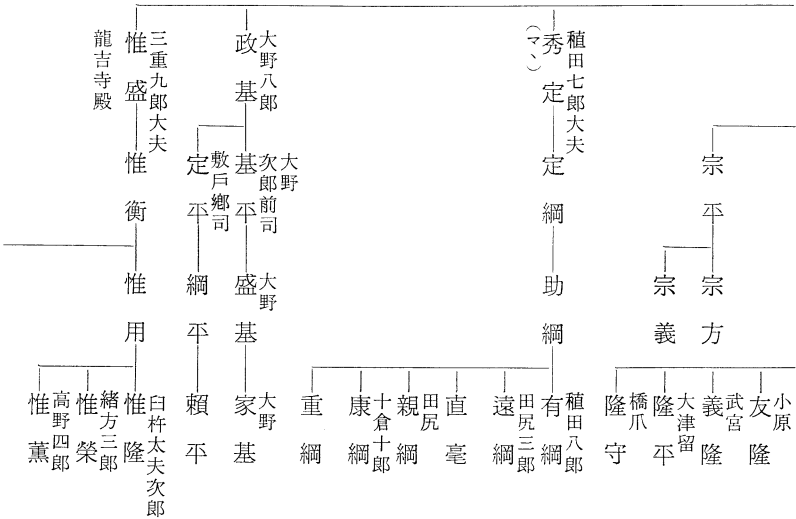 小原
友隆
武宮
義隆
大津留
隆平
橋爪
隆守
宗平
宗方
宗義
稙田七郎大夫
秀定
(マヽ)
定綱
助綱
稙田八郎
有綱
田尻三郎
遠綱
直毫
田尻
親綱
十倉十郎
康綱
重綱
大野八郎
政基
大野
次郎前司
基平
大野
盛基
大野
家基
敷戶鄕司
定平
綱平
賴平
三重九郎大夫
惟盛
龍吉寺殿
惟衡
惟用
臼杵太夫次郎
惟隆
緒方三郎
惟榮
高野四郎
惟薫